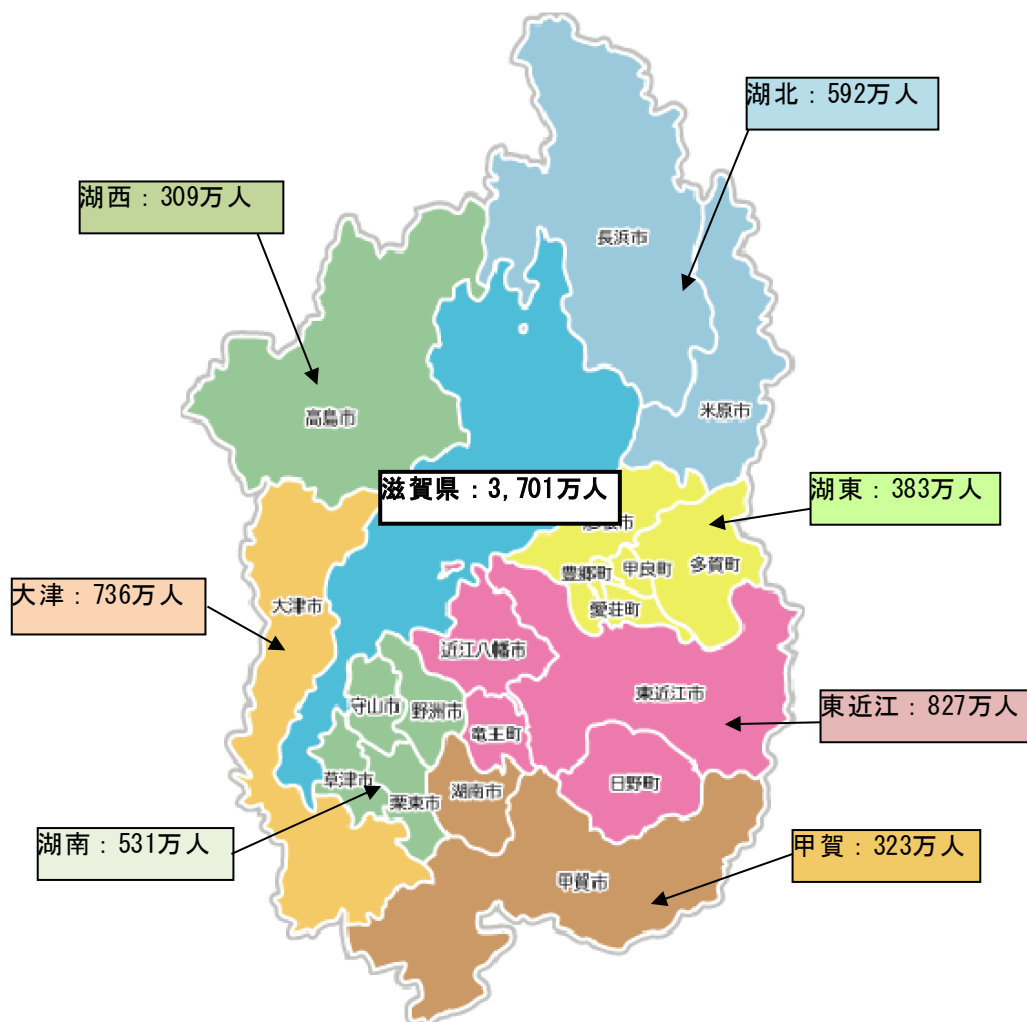 湖北：592万人
湖西：309万人
長浜市
米原市
高島市
滋賀県：3,701万人
湖東：383万人
豊郷町
甲良町
多賀町
愛荘町
大津：736万人
大津市
近江八幡市
東近江市
東近江：827万人
守山市
野洲市
竜王町
日野町
草津市
栗東市
湖南市
湖南：531万人
甲賀：323万人
甲賀市